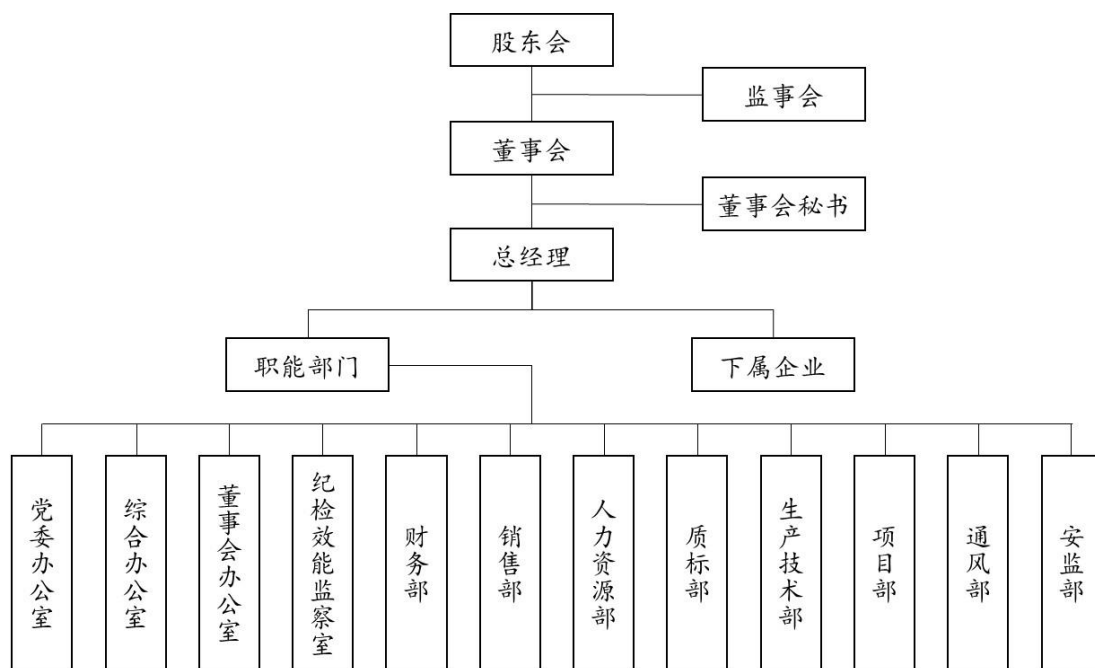 股东会
监事会
董事会
董事会秘书
总经理
职能部门
下属企业
党委办公室
综合办公室
董事会办公室
纪检效能监察室
财务部
销售部
人力资源部
质标部
生产技术部
项目部
通风部
安监部